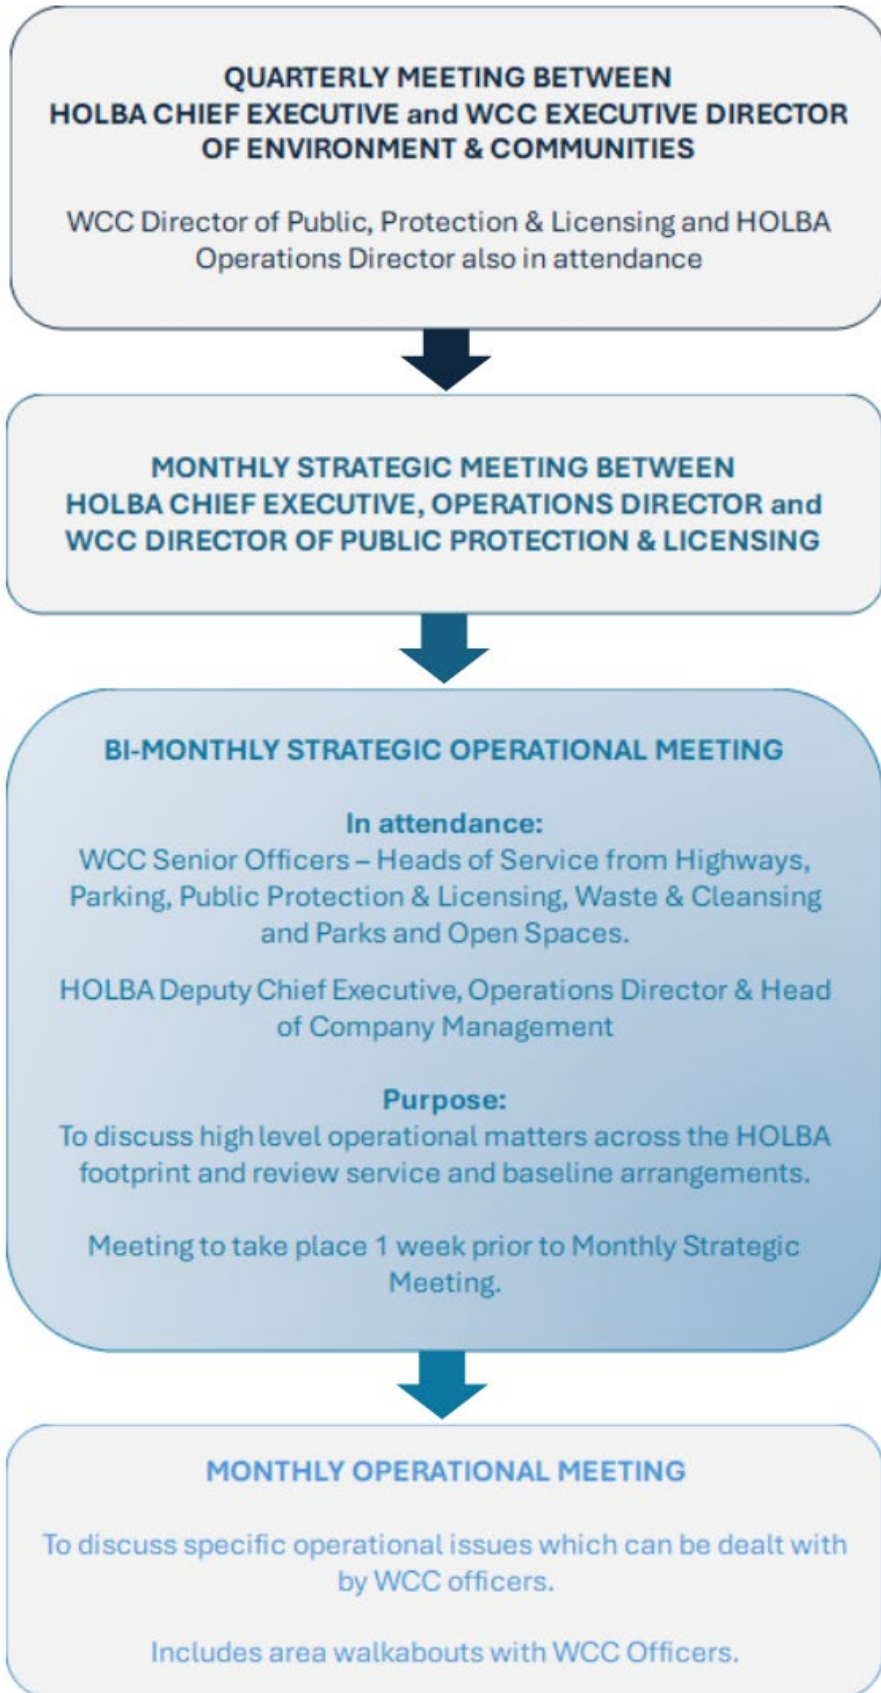 QUARTERLY MEETING BETWEEN
HOLBA CHIEF EXECUTIVE and WCC EXECUTIVE DIRECTOR
OF ENVIRONMENT & COMMUNITIES
WCC Director of Public, Protection & Licensing and HOLBA
Operations Director also in attendance
MONTHLY STRATEGIC MEETING BETWEEN
HOLBA CHIEF EXECUTIVE, OPERATIONS DIRECTOR and
WCC DIRECTOR OF PUBLIC PROTECTION & LICENSING
BI-MONTHLY STRATEGIC OPERATIONAL MEETING
In attendance:
WCC Senior Officers – Heads of Service from Highways,
Parking, Public Protection & Licensing, Waste & Cleansing
and Parks and Open Spaces.
HOLBA Deputy Chief Executive, Operations Director & Head
of Company Management
Purpose:
To discuss high level operational matters across the HOLBA
footprint and review service and baseline arrangements.
Meeting to take place 1 week prior to Monthly Strategic
Meeting.
MONTHLY OPERATIONAL MEETING
To discuss specific operational issues which can be dealt with
by WCC officers.
Includes area walkabouts with WCC Officers.